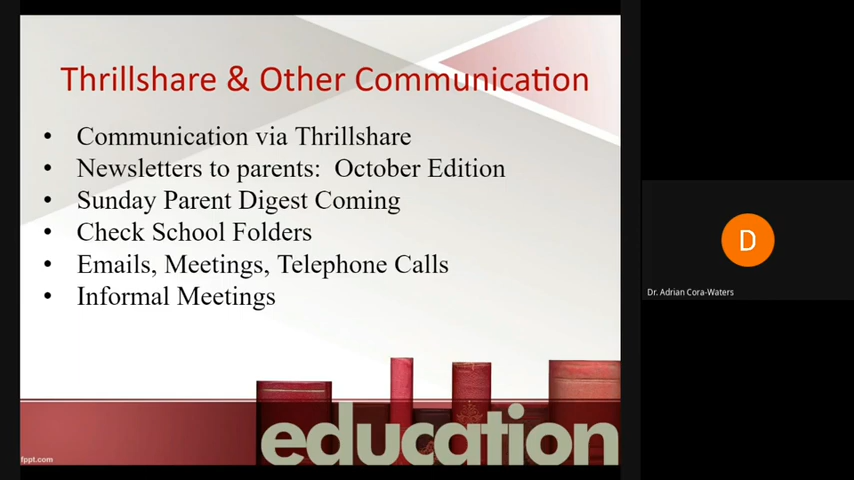 Thrillshare & Other Communication
• Communication via Thrillshare
• Newsletters to parents:  October Edition
• Sunday Parent Digest Coming
• Check School Folders
• Emails, Meetings, Telephone Calls
• Informal Meetings
education
fppt.com
D
Dr. Adrian Cora-Waters